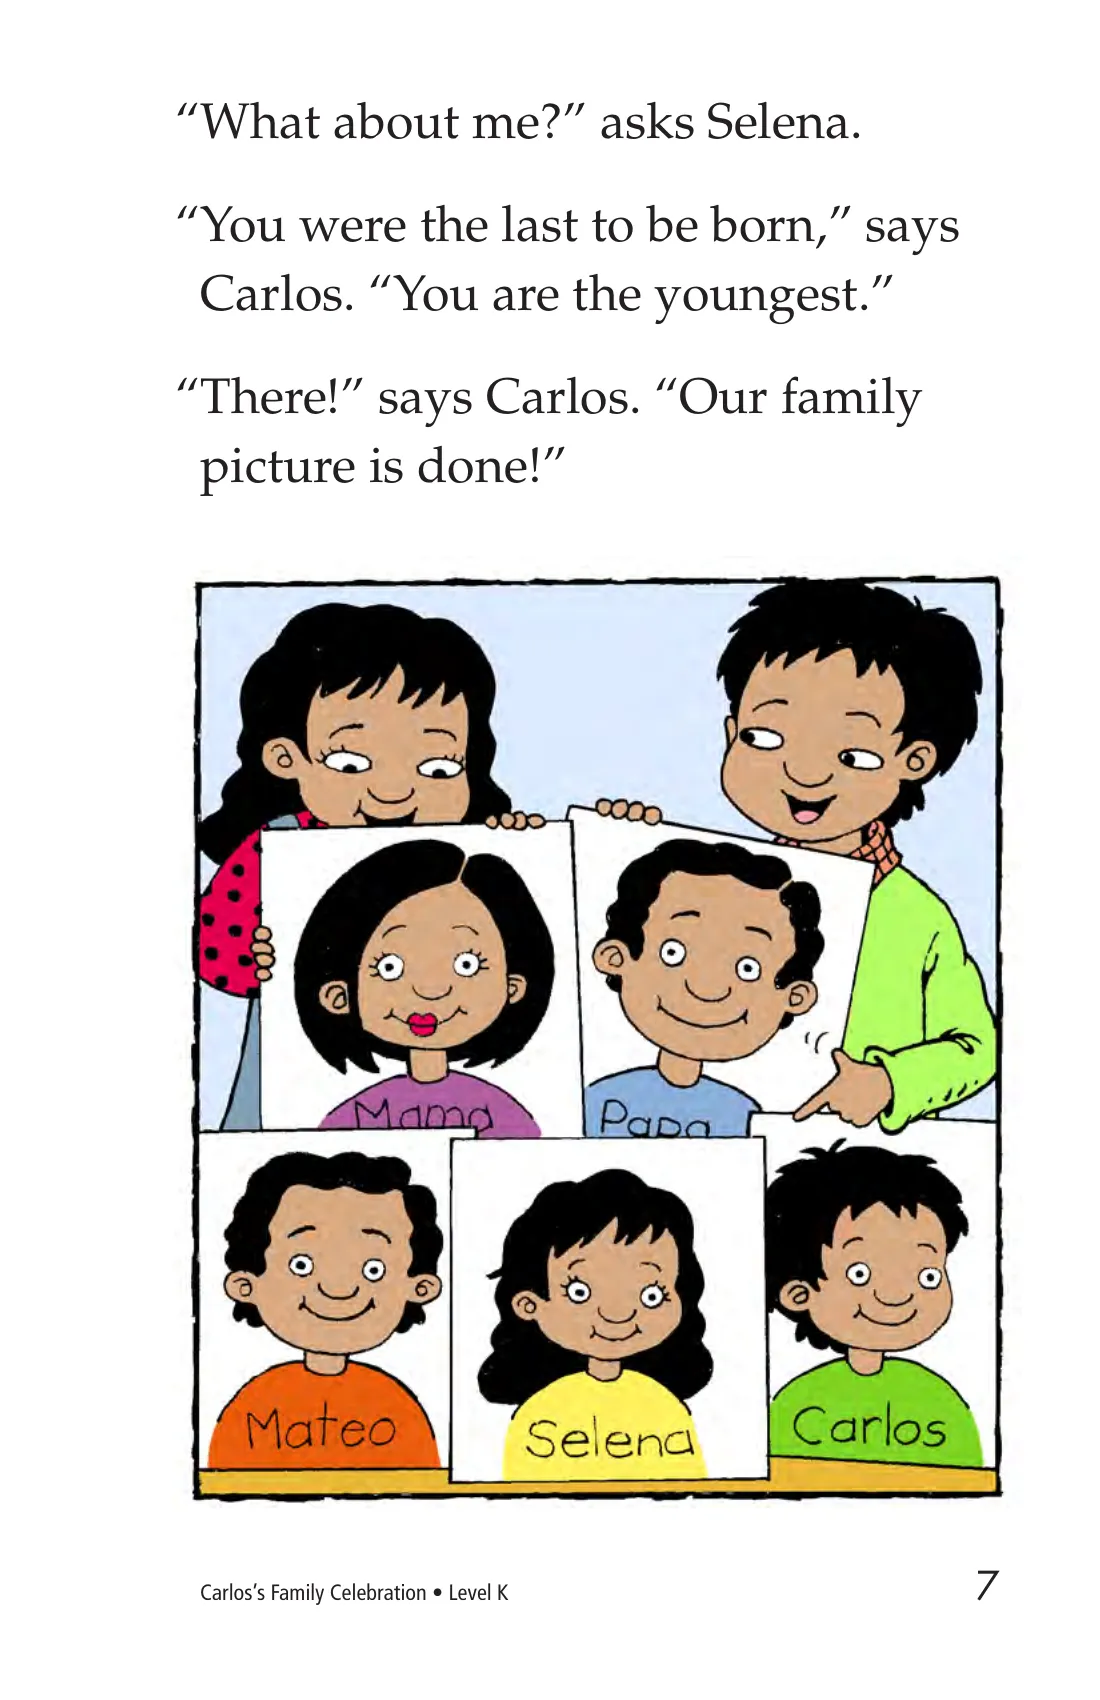 “What about me?” asks Selena.
“You were the last to be born,” says
Carlos. “You are the youngest.”
“There!” says Carlos. “Our family
picture is done!”
Mama
Papa
Mateo
Selena
Carlos
Carlos’s Family Celebration • Level K
7